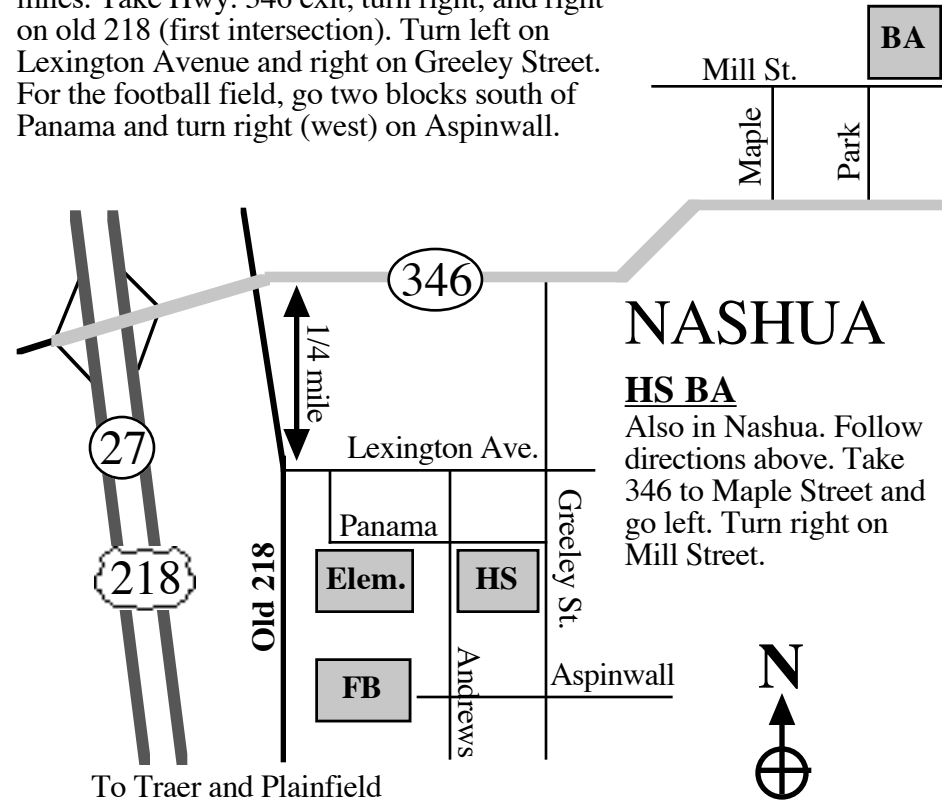 miles. Take Hwy. 346 exit, turn right, and right
on old 218 (first intersection). Turn left on
Lexington Avenue and right on Greeley Street.
For the football field, go two blocks south of
Panama and turn right (west) on Aspinwall.
BA
Mill St.
Maple
Park
346
NASHUA
1/4 mile
HS BA
Also in Nashua. Follow
directions above. Take
346 to Maple Street and
go left. Turn right on
Mill Street.
27
Lexington Ave.
Panama
Greeley St.
218
Old 218
Elem.
HS
FB
Andrews
Aspinwall
N
To Traer and Plainfield